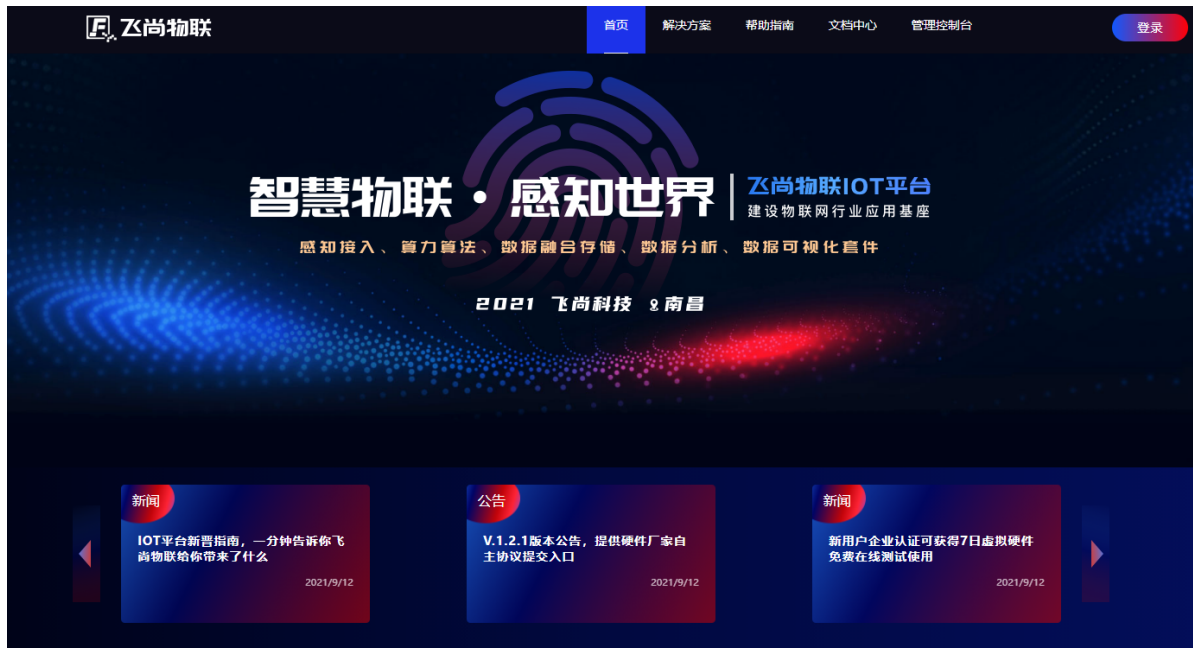 飞尚物联
首页 解决方案 帮助指南 文档中心 管理控制台 登录
智慧物联·感知世界
飞尚物联IOT平台
建设物联网行业应用基座
感知接入、算力算法、数据融合存储、数据分析、数据可视化套件
2021 飞尚科技 南昌
新闻
IOT平台新晋指南，一分钟告诉你飞
尚物联给你带来了什么
2021/9/12
公告
V.1.2.1版本公告，提供硬件厂家自
主协议提交入口
2021/9/12
新闻
新用户企业认证可获得7日虚拟硬件
免费在线测试使用
2021/9/12